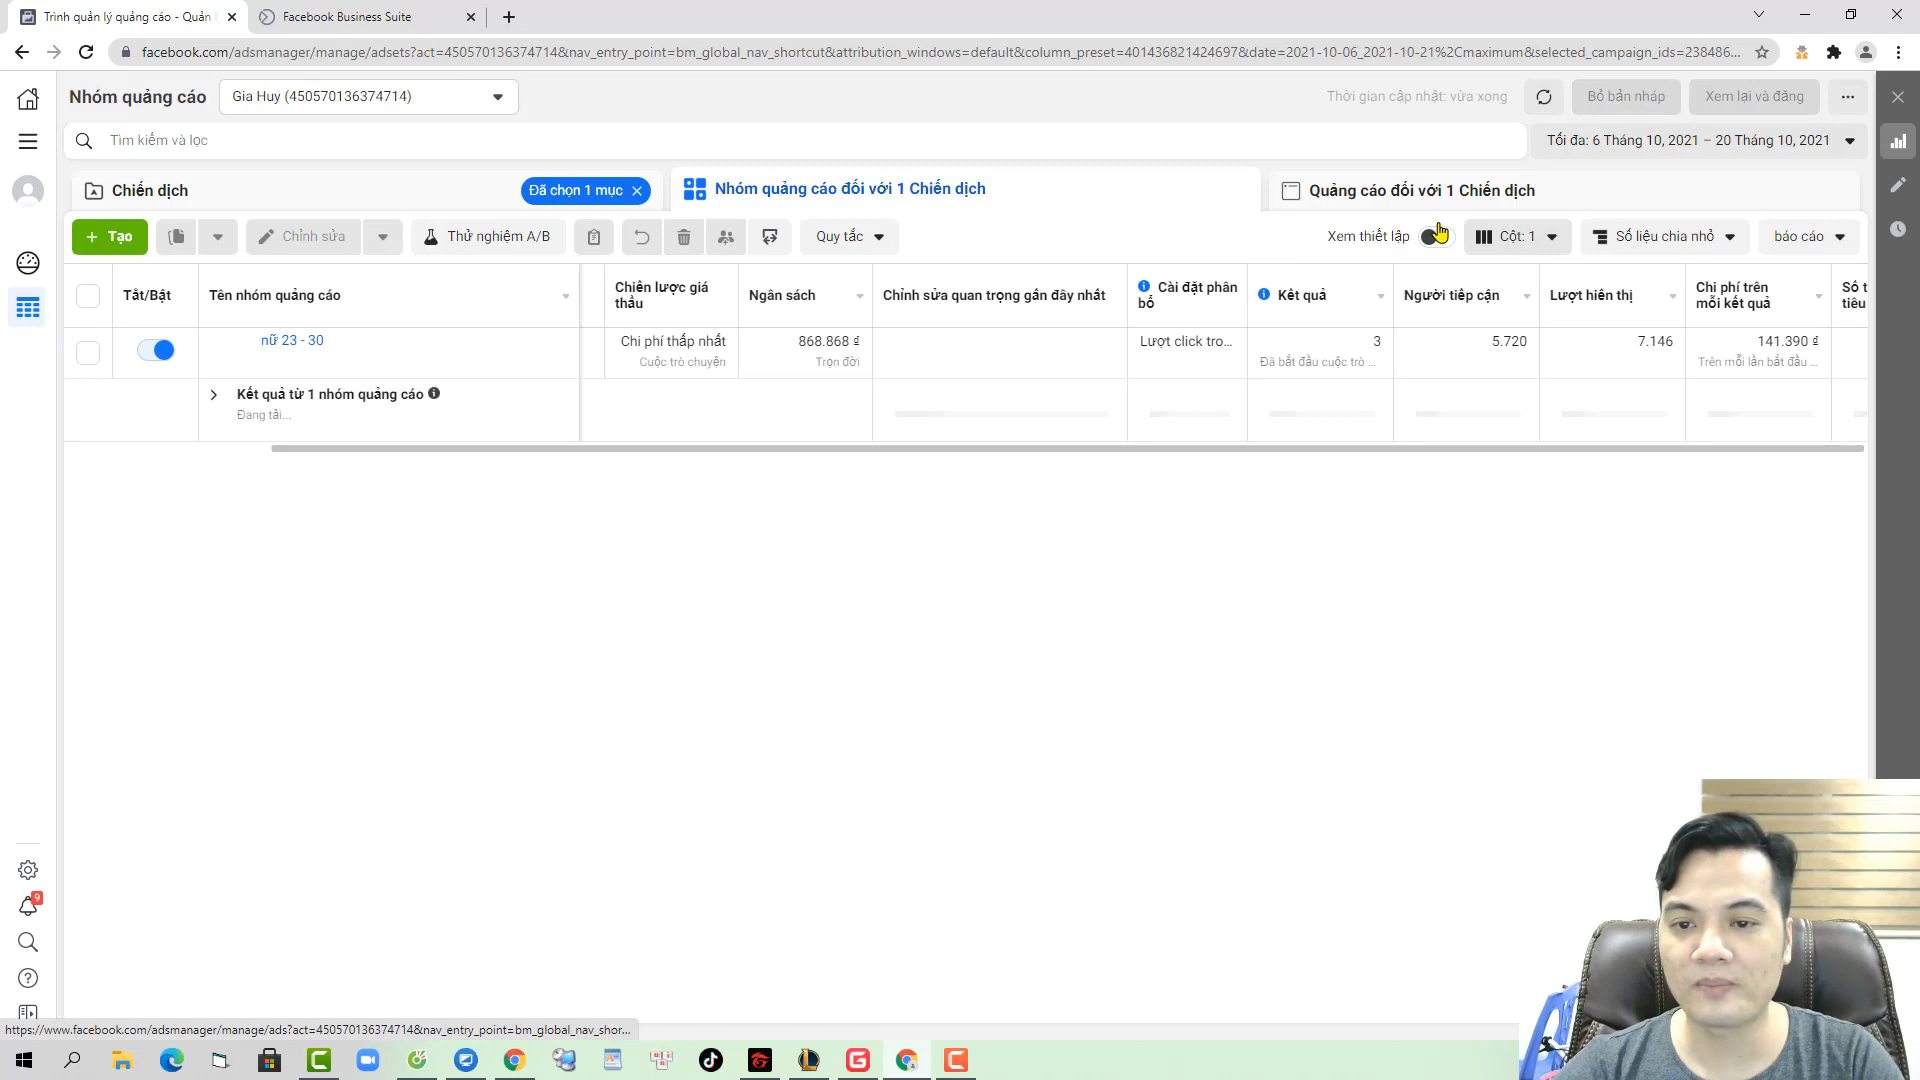 Trình quản lý quảng cáo - Quản
Facebook Business Suite
facebook.com/adsmanager/manage/adsets?act=450570136374714&nav_entry_point=bm_global_nav_shortcut&attribution_windows=default&column_preset=401436821424697&date=2021-10-06_2021-10-21%2Cmaximum&selected_campaign_ids=238486...
Nhóm quảng cáo
Gia Huy (450570136374714)
Thời gian cập nhật: vừa xong
Bỏ bản nháp
Xem lại và đăng
Tìm kiếm và lọc
Tối đa: 6 Tháng 10, 2021 – 20 Tháng 10, 2021
Chiến dịch
Đã chọn 1 mục
Nhóm quảng cáo đối với 1 Chiến dịch
Quảng cáo đối với 1 Chiến dịch
+ Tạo
Chỉnh sửa
Thử nghiệm A/B
Quy tắc
Xem thiết lập
Cột: 1
Số liệu chia nhỏ
báo cáo
Tắt/Bật
Tên nhóm quảng cáo
Chiến lược giá thầu
Ngân sách
Chỉnh sửa quan trọng gần đây nhất
Cài đặt phân bổ
Kết quả
Người tiếp cận
Lượt hiển thị
Chi phí trên mỗi kết quả
Số t
tiêu
nữ 23 - 30
Chi phí thấp nhất
Cuộc trò chuyện
868.868 ₫
Trọn đời
Lượt click tro...
3
Đã bắt đầu cuộc trò ...
5.720
7.146
141.390 ₫
Trên mỗi lần bắt đầu ...
Kết quả từ 1 nhóm quảng cáo
Đang tải...
9
https://www.facebook.com/adsmanager/manage/ads?act=450570136374714&nav_entry_point=bm_global_nav_shor...